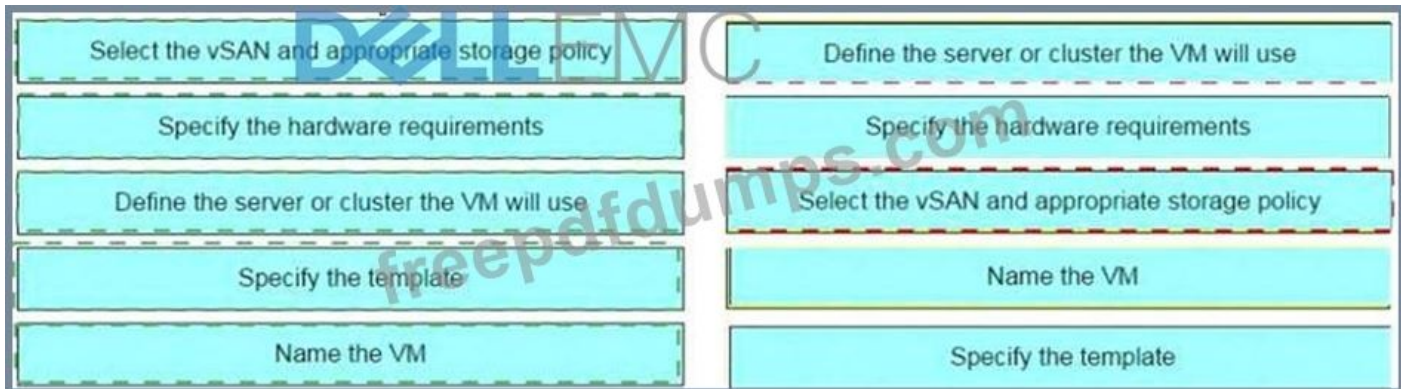 DELL EMC
Select the vSAN and appropriate storage policy
Specify the hardware requirements
Define the server or cluster the VM will use
Specify the template
Name the VM
Define the server or cluster the VM will use
Specify the hardware requirements
Select the vSAN and appropriate storage policy
Name the VM
Specify the template
freepdfdumps.com